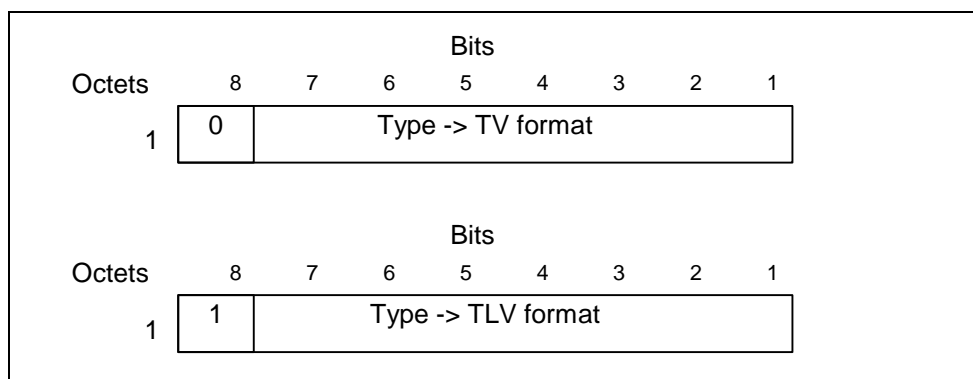 Bits
Octets 8 7 6 5 4 3 2 1
1 0 Type -> TV format
Bits
Octets 8 7 6 5 4 3 2 1
1 1 Type -> TLV format